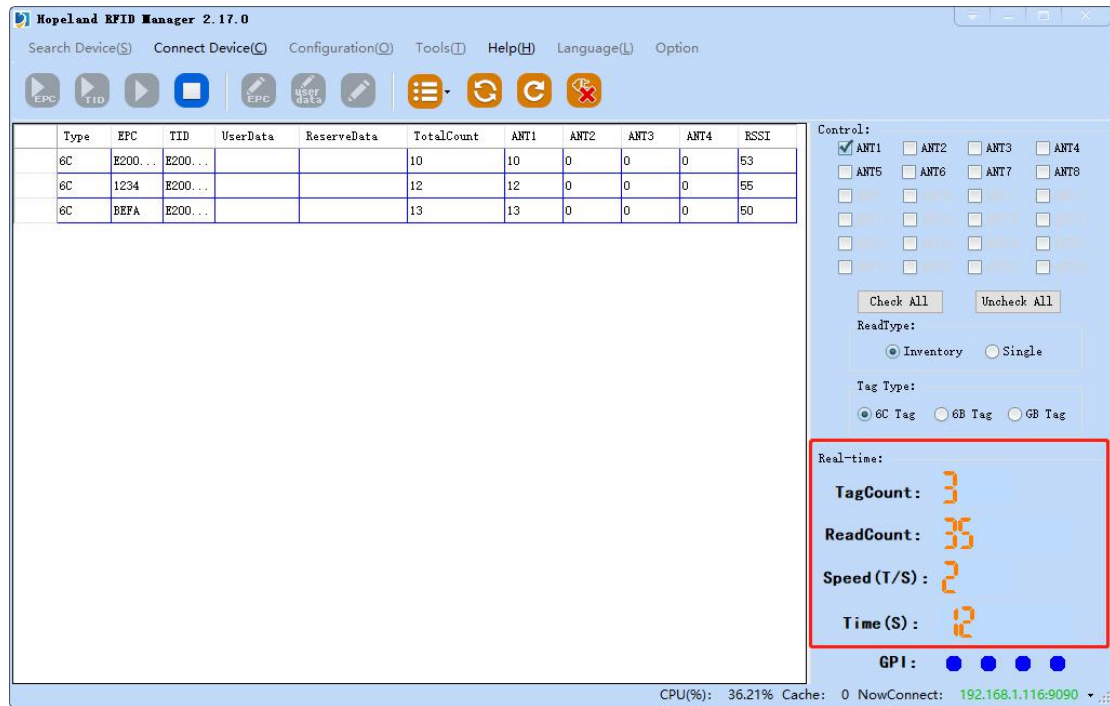 Hopeland RFID Manager 2.17.0
Search Device(S) Connect Device(C) Configuration(O) Tools(T) Help(H) Language(L) Option
EPC TID EPC user data
Type EPC TID UserData ReserveData TotalCount ANT1 ANT2 ANT3 ANT4 RSSI
6C E200... E200... 10 10 0 0 0 53
6C 1234 E200... 12 12 0 0 0 55
6C BEFA E200... 13 13 0 0 0 50
Control:
ANT1 ANT2 ANT3 ANT4
ANT5 ANT6 ANT7 ANT8
Check All Uncheck All
ReadType:
Inventory Single
Tag Type:
6C Tag 6B Tag GB Tag
Real-time:
TagCount: 3
ReadCount: 35
Speed(T/S): 2
Time(S): 12
GPI:
CPU(%): 36.21% Cache: 0 NowConnect: 192.168.1.116:9090